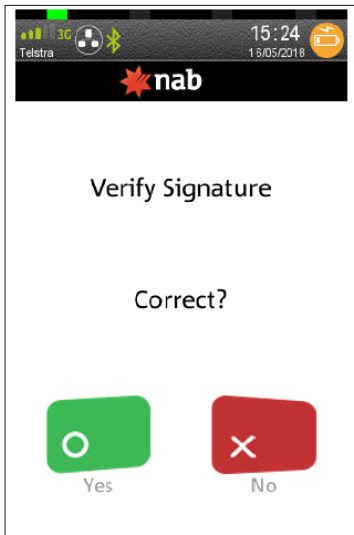 3G 15:24
Telstra 16/05/2018
nab
Verify Signature
Correct?
Yes No